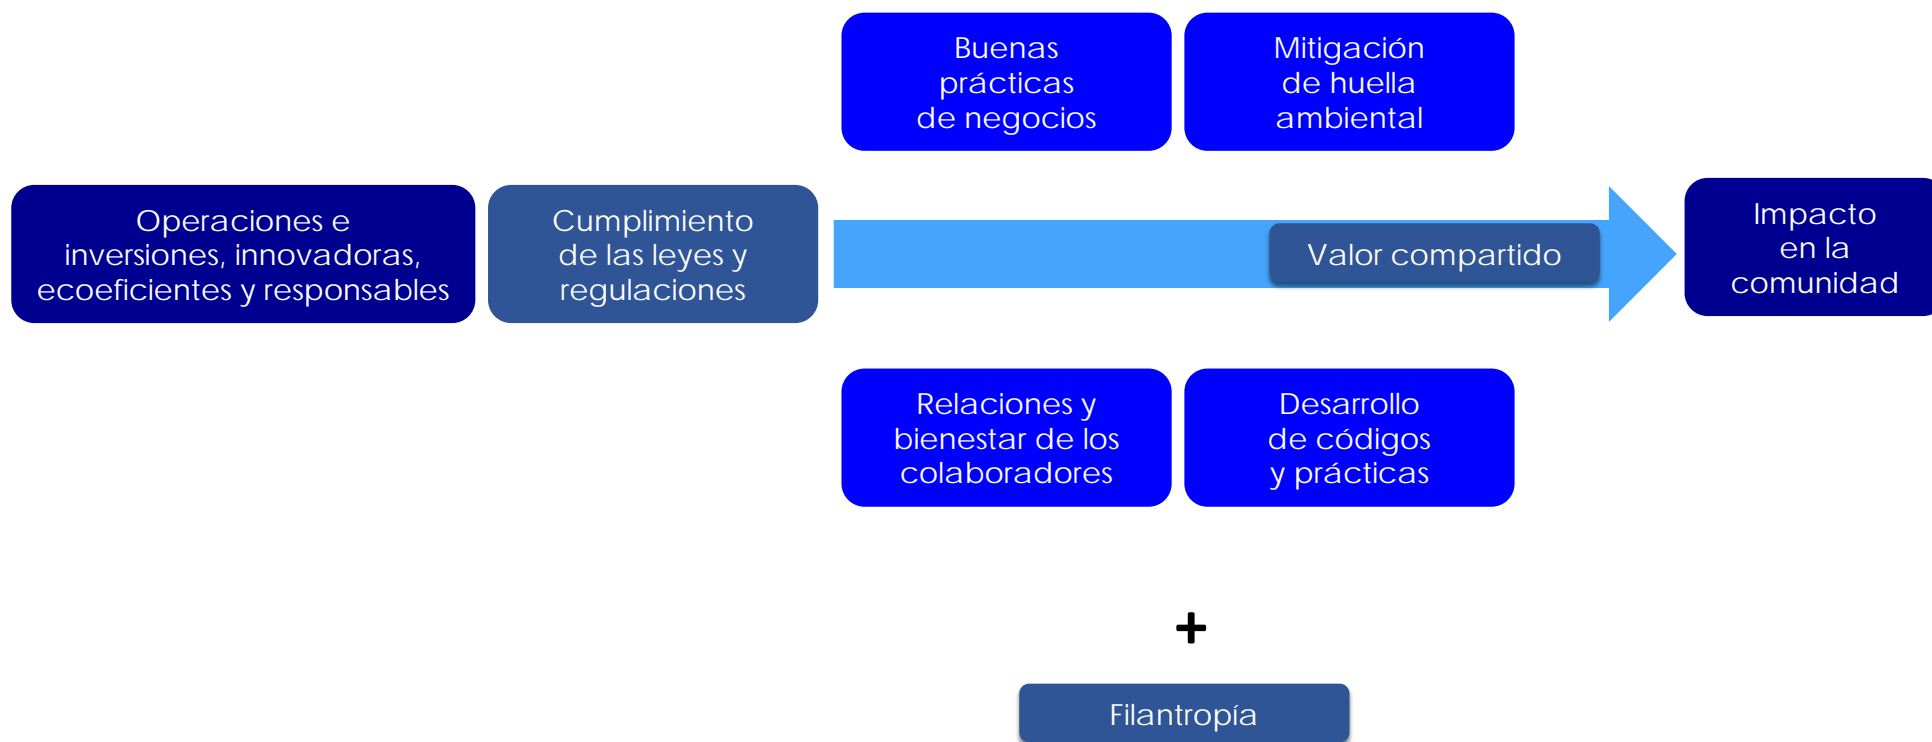 Buenas
prácticas
de negocios
Mitigación
de huella
ambiental
Operaciones e
inversiones, innovadoras,
ecoeficientes y responsables
Cumplimiento
de las leyes y
regulaciones
Valor compartido
Impacto
en la
comunidad
Relaciones y
bienestar de los
colaboradores
Desarrollo
de códigos
y prácticas
+
Filantropía